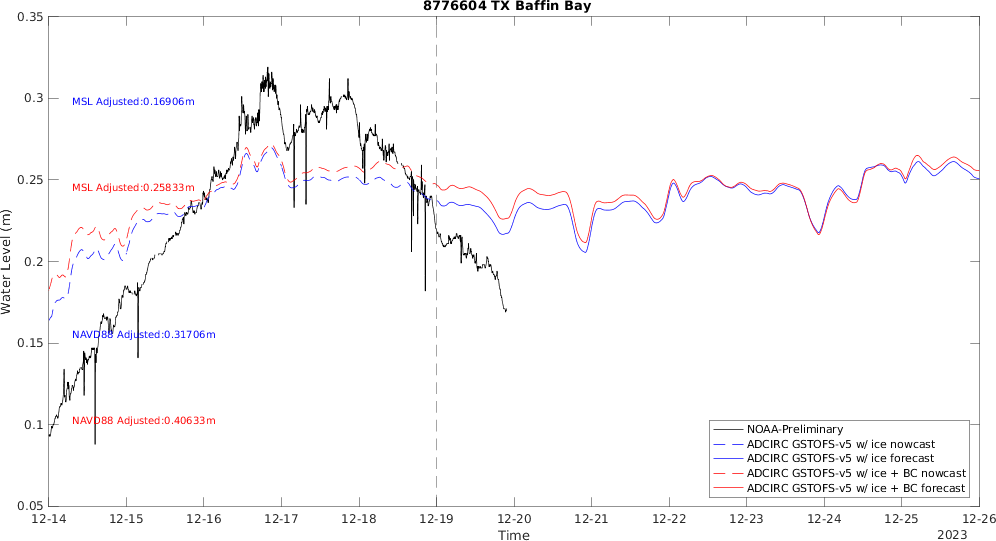 8776604 TX Baffin Bay
0.35
0.3
0.25
0.2
0.15
0.1
0.05
Water Level (m)
MSL Adjusted:0.16906m
MSL Adjusted:0.25833m
NAVD88 Adjusted:0.31706m
NAVD88 Adjusted:0.40633m
NOAA-Preliminary
ADCIRC GSTOFS-v5 w/ ice nowcast
ADCIRC GSTOFS-v5 w/ ice forecast
ADCIRC GSTOFS-v5 w/ ice + BC nowcast
ADCIRC GSTOFS-v5 w/ ice + BC forecast
12-14 12-15 12-16 12-17 12-18 12-19 12-20 12-21 12-22 12-23 12-24 12-25 12-26
Time
2023